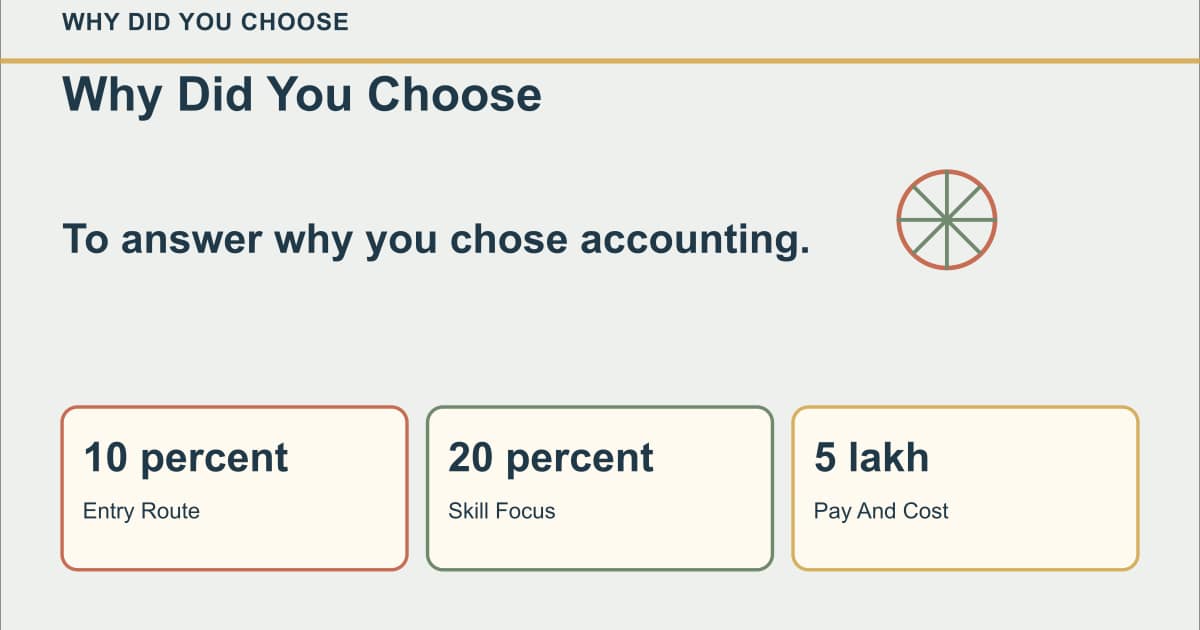 WHY DID YOU CHOOSE
Why Did You Choose
To answer why you chose accounting.
10 percent
Entry Route
20 percent
Skill Focus
5 lakh
Pay And Cost